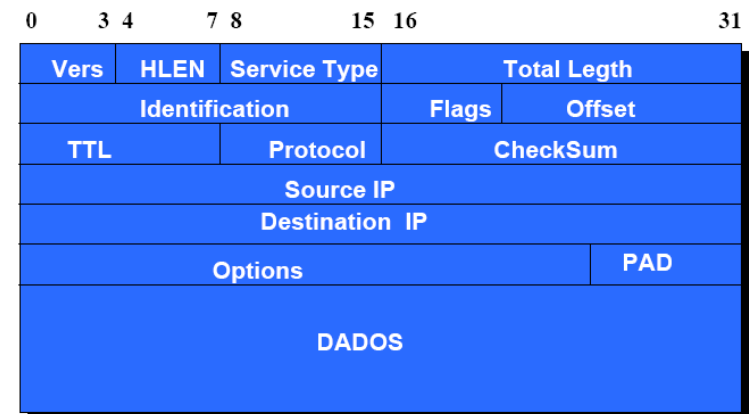 0 3 4 7 8 15 16 31
Vers HLEN Service Type Total Legth
Identification Flags Offset
TTL Protocol CheckSum
Source IP
Destination IP
Options PAD
DADOS